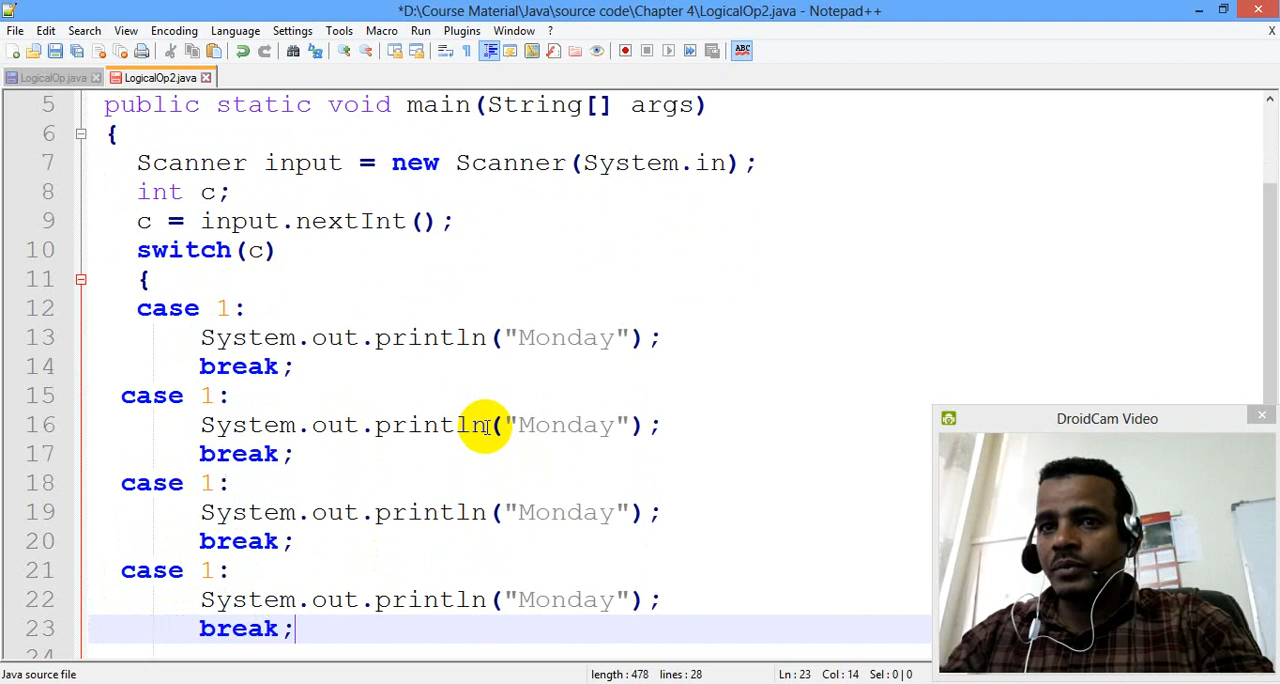 *D:\Course Material\Java\source code\Chapter 4\LogicalOp2.java - Notepad++
File Edit Search View Encoding Language Settings Tools Macro Run Plugins Window ? X
ABC
LogicalOp.java LogicalOp2.java
5 public static void main(String[] args)
6 {
7 Scanner input = new Scanner(System.in);
8 int c;
9 c = input.nextInt();
10 switch(c)
11 {
12 case 1:
13 System.out.println("Monday");
14 break;
15 case 1:
16 System.out.println("Monday");
17 break;
18 case 1:
19 System.out.println("Monday");
20 break;
21 case 1:
22 System.out.println("Monday");
23 break;
24
DroidCam Video
Java source file length : 478 lines : 28 Ln : 23 Col : 14 Sel : 0 | 0